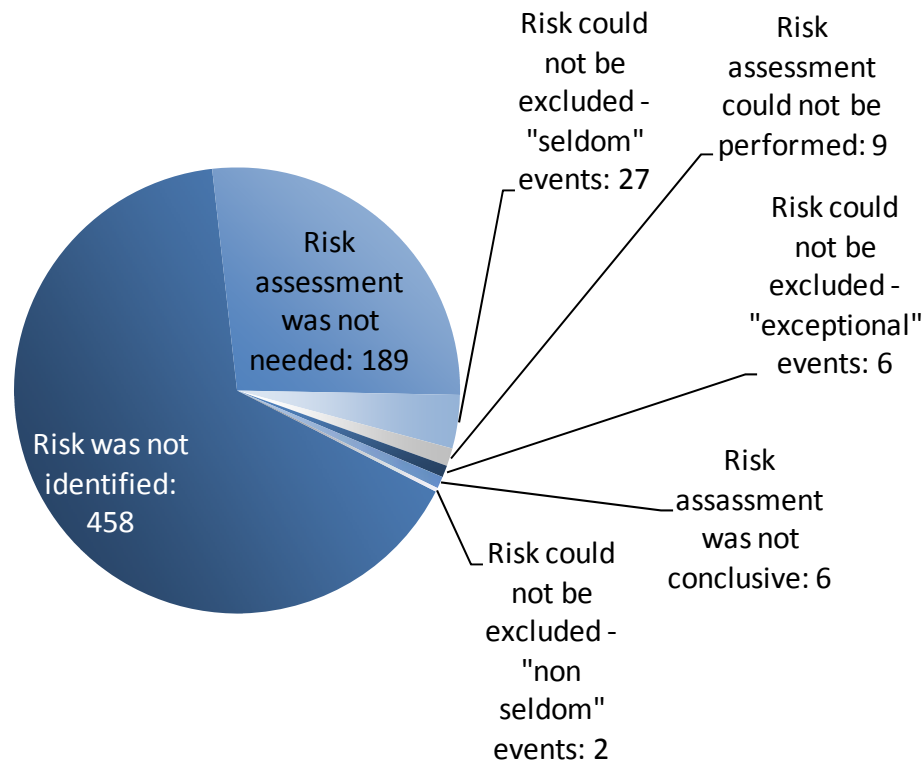 Risk could
not be
excluded -
"seldom"
events: 27
Risk
assessment
could not be
performed: 9
Risk could
not be
excluded -
"exceptional"
events: 6
Risk
assessment
was not
needed: 189
Risk was not
identified:
458
Risk
assassment
was not
conclusive: 6
Risk could
not be
excluded -
"non
seldom"
events: 2